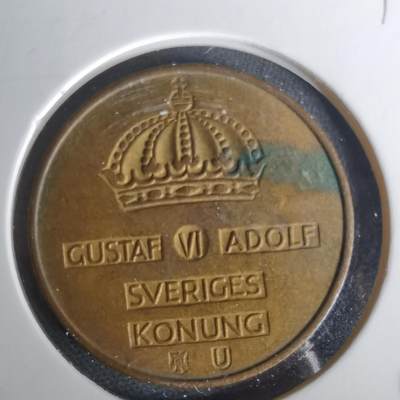 GUSTAF VI ADOLF
SVERIGES
KONUNG
U